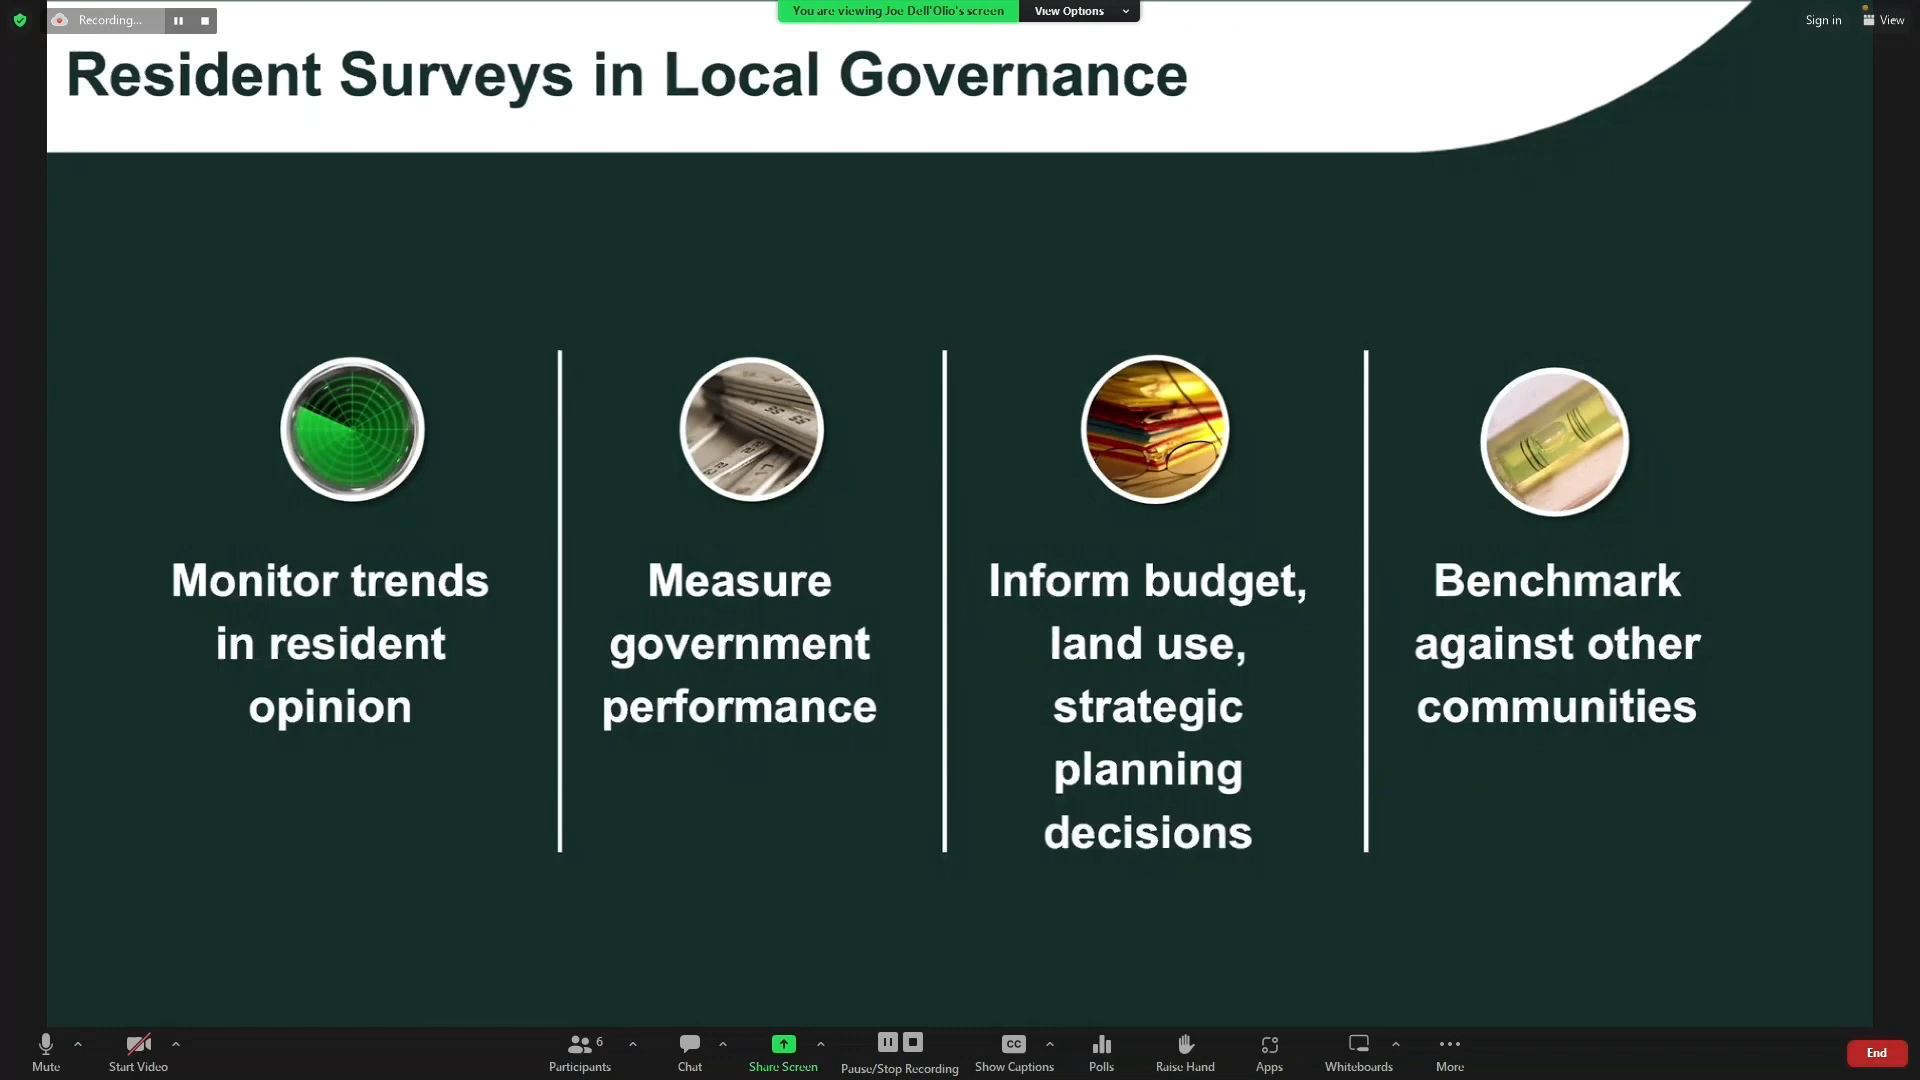 Recording...
You are viewing Joe Dell'Olio's screen
View Options
Sign in
View
Resident Surveys in Local Governance
Monitor trends
in resident
opinion
Measure
government
performance
Inform budget,
land use,
strategic
planning
decisions
Benchmark
against other
communities
Mute
Start Video
6
Participants
Chat
Share Screen
Pause/Stop Recording
CC
Show Captions
Polls
Raise Hand
Apps
Whiteboards
More
End